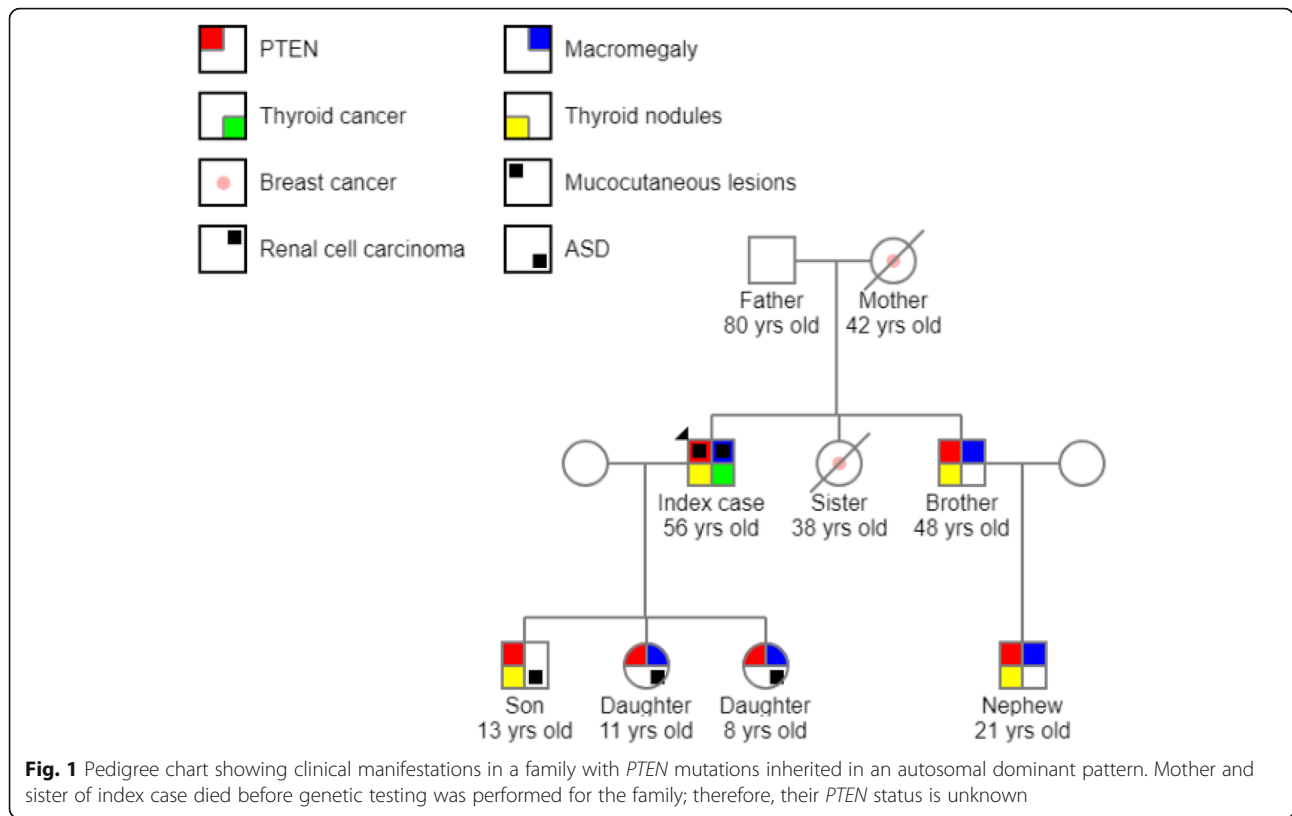 PTEN
Macromegaly
Thyroid cancer
Thyroid nodules
Breast cancer
Mucocutaneous lesions
Renal cell carcinoma
ASD
Father
80 yrs old
Mother
42 yrs old
Index case
56 yrs old
Sister
38 yrs old
Brother
48 yrs old
Son
13 yrs old
Daughter
11 yrs old
Daughter
8 yrs old
Nephew
21 yrs old
Fig. 1 Pedigree chart showing clinical manifestations in a family with PTEN mutations inherited in an autosomal dominant pattern. Mother and
sister of index case died before genetic testing was performed for the family; therefore, their PTEN status is unknown